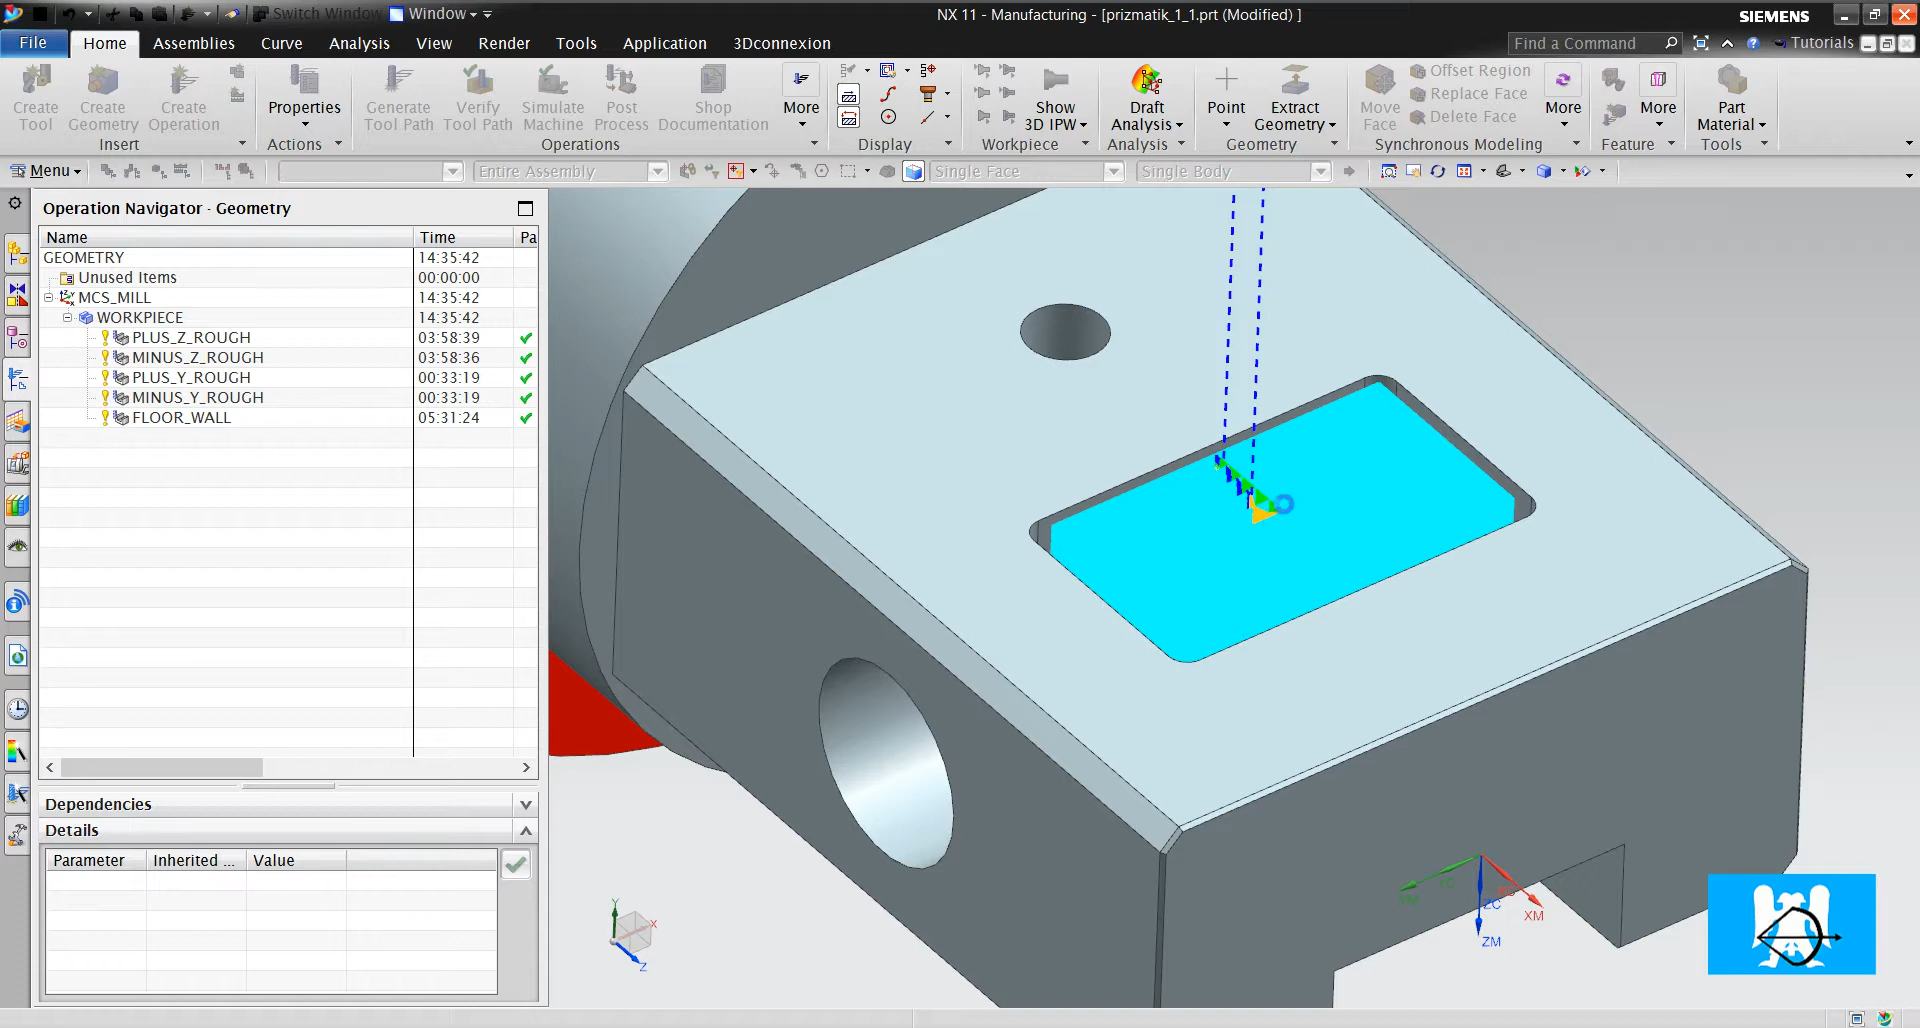 Switch Window Window NX 11 - Manufacturing - [prizmatik_1_1.prt (Modified) ] SIEMENS
File Home Assemblies Curve Analysis View Render Tools Application 3Dconnexion Find a Command Tutorials
Create Tool Create Geometry Create Operation Properties Generate Tool Path Verify Tool Path Simulate Machine Post Process Shop Documentation More Show 3D IPW Draft Analysis Point Extract Geometry Move Face Offset Region Replace Face Delete Face More More Part Material
Insert Actions Operations Display Workpiece Analysis Geometry Synchronous Modeling Feature Tools
Menu Entire Assembly Single Face Single Body
Operation Navigator - Geometry
Name Time Pa
GEOMETRY 14:35:42
Unused Items 00:00:00
MCS_MILL 14:35:42
WORKPIECE 14:35:42
PLUS_Z_ROUGH 03:58:39
MINUS_Z_ROUGH 03:58:36
PLUS_Y_ROUGH 00:33:19
MINUS_Y_ROUGH 00:33:19
FLOOR_WALL 05:31:24
Dependencies
Details
Parameter Inherited ... Value
Y
X
Z
YC
YM
XC
XM
ZC
ZM